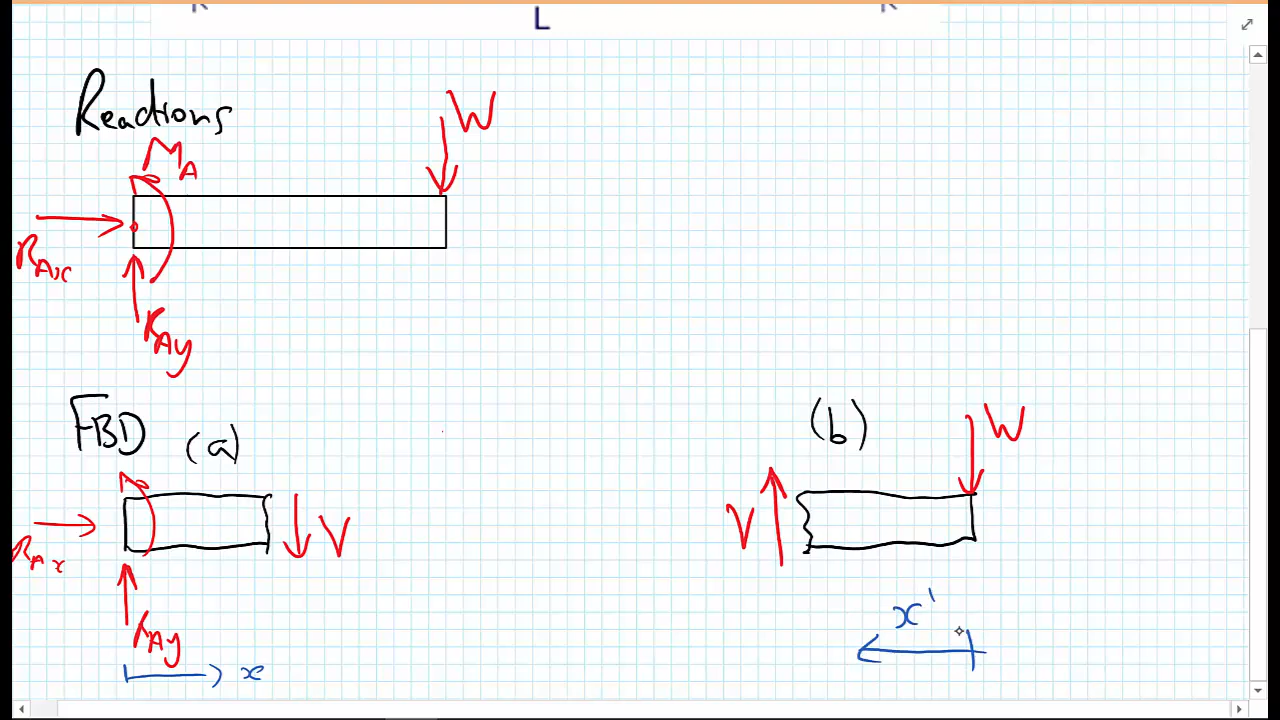 L
Reactions
M_A
W
R_Ax
R_Ay
FBD
(a)
(b)
W
V
V
R_Ax
R_Ay
x'
x